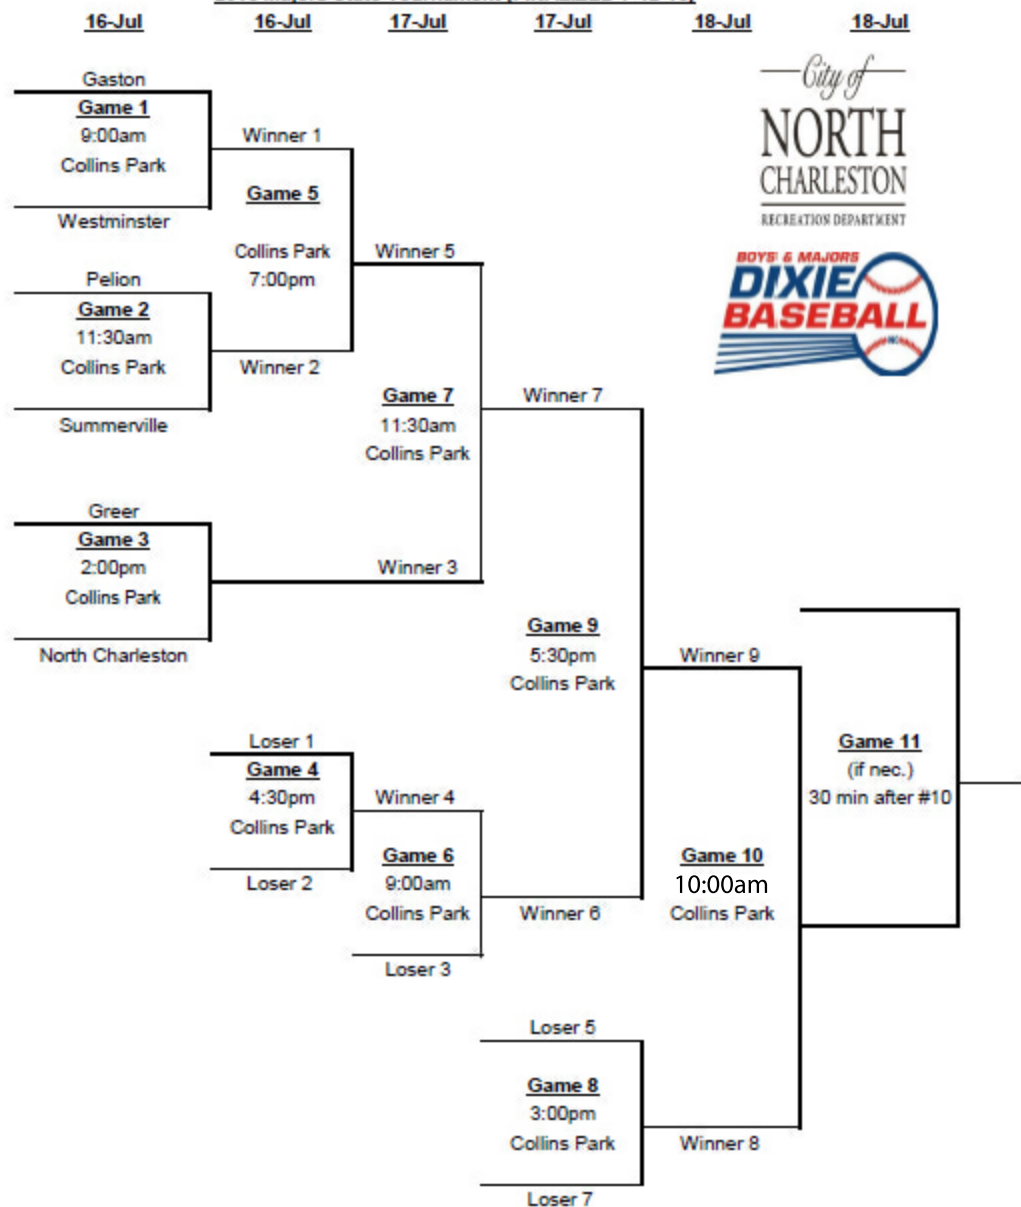 16-Jul 16-Jul 17-Jul 17-Jul 18-Jul 18-Jul
Gaston
Game 1
9:00am
Collins Park
Westminster
Winner 1
Game 5
Collins Park
7:00pm
Winner 2
Pelion
Game 2
11:30am
Collins Park
Summerville
Winner 5
Game 7
11:30am
Collins Park
Winner 3
Greer
Game 3
2:00pm
Collins Park
North Charleston
Winner 7
Game 9
5:30pm
Collins Park
Winner 6
Loser 1
Game 4
4:30pm
Collins Park
Loser 2
Winner 4
Game 6
9:00am
Collins Park
Loser 3
Loser 5
Game 8
3:00pm
Collins Park
Loser 7
Winner 9
Game 10
10:00am
Collins Park
Winner 8
Game 11
(if nec.)
30 min after #10
City of
NORTH
CHARLESTON
RECREATION DEPARTMENT
BOYS & MAJORS
DIXIE
BASEBALL